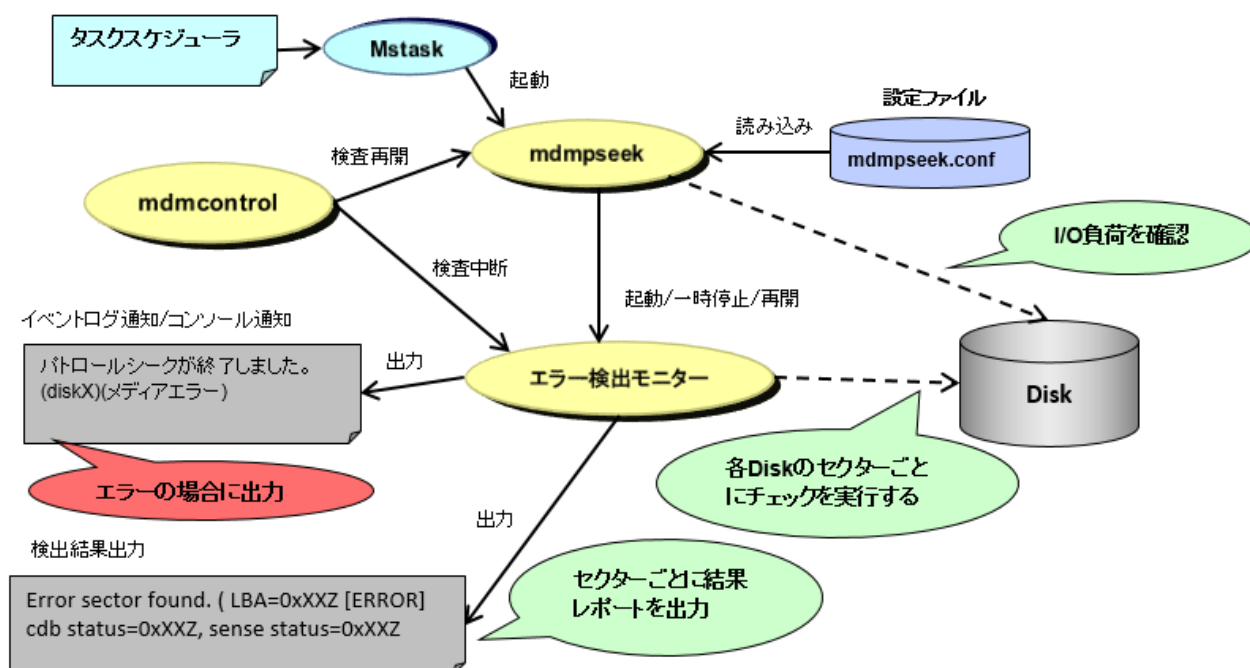 タスクスケジューラ
Mstask
起動
設定ファイル
読み込み
mdmpseek.conf
mdmpseek
検査再開
mdmcontrol
I/O負荷を確認
検査中断
起動/一時停止/再開
イベントログ通知/コンソール通知
パトロールシークが終了しました。
(diskX)(メディアエラー)
出力
エラー検出モニター
Disk
エラーの場合に出力
各Diskのセクターごと
にチェックを実行する
出力
検出結果出力
Error sector found. ( LBA=0xXXZ [ERROR]
cdb status=0xXXZ, sense status=0xXXZ
セクターごとに結果
レポートを出力